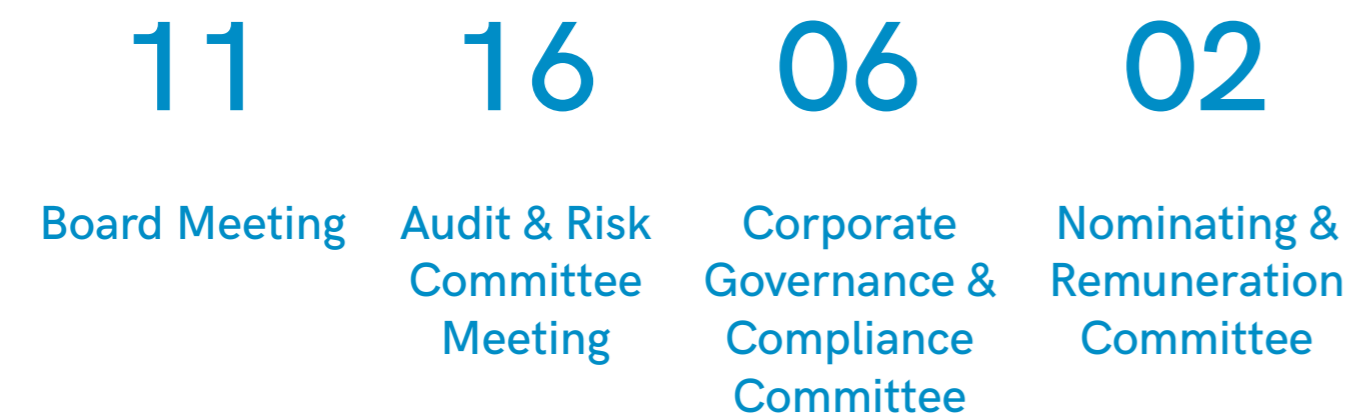 11
Board Meeting
16
Audit & Risk
Committee
Meeting
06
Corporate
Governance &
Compliance
Committee
02
Nominating &
Remuneration
Committee